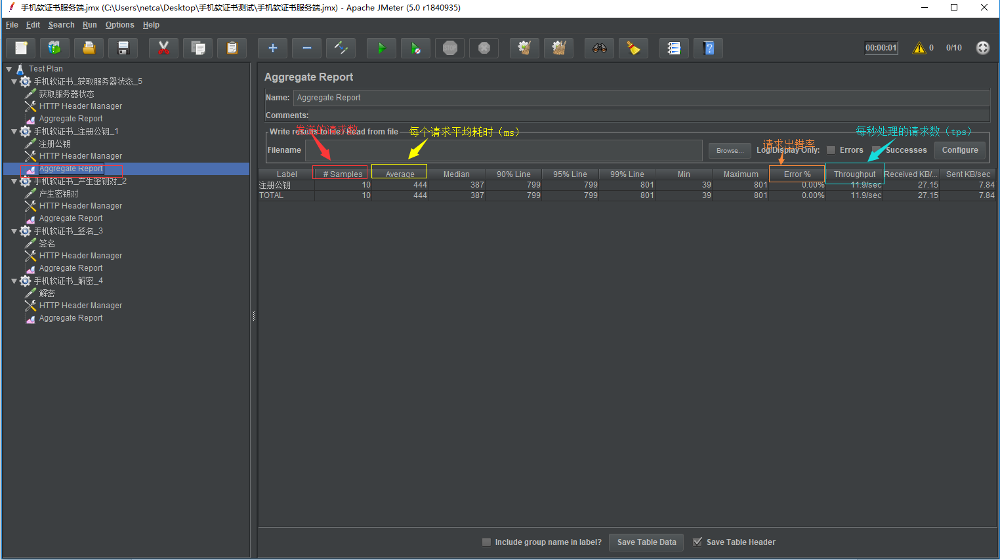 手机软证书服务端.jmx (C:\Users\netca\Desktop\手机软证书测试\手机软证书服务端.jmx) - Apache JMeter (5.0 r1840935)
File Edit Search Run Options Help
STOP
00:00:01 0 0/10
Test Plan
手机软证书_获取服务器状态_5
获取服务器状态
HTTP Header Manager
Aggregate Report
手机软证书_注册公钥_1
注册公钥
HTTP Header Manager
Aggregate Report
手机软证书_产生密钥对_2
产生密钥对
HTTP Header Manager
Aggregate Report
手机软证书_签名_3
签名
HTTP Header Manager
Aggregate Report
手机软证书_解密_4
解密
HTTP Header Manager
Aggregate Report
Aggregate Report
Name: Aggregate Report
Comments:
发送的请求数 每个请求平均耗时（ms） 请求出错率 每秒处理的请求数（tps）
Write results to file / Read from file
Filename Browse... Log/Display Only: Errors Successes Configure
Label # Samples Average Median 90% Line 95% Line 99% Line Min Maximum Error % Throughput Received KB/... Sent KB/sec
注册公钥 10 444 387 799 799 801 39 801 0.00% 11.9/sec 27.15 7.84
TOTAL 10 444 387 799 799 801 39 801 0.00% 11.9/sec 27.15 7.84
Include group name in label? Save Table Data Save Table Header